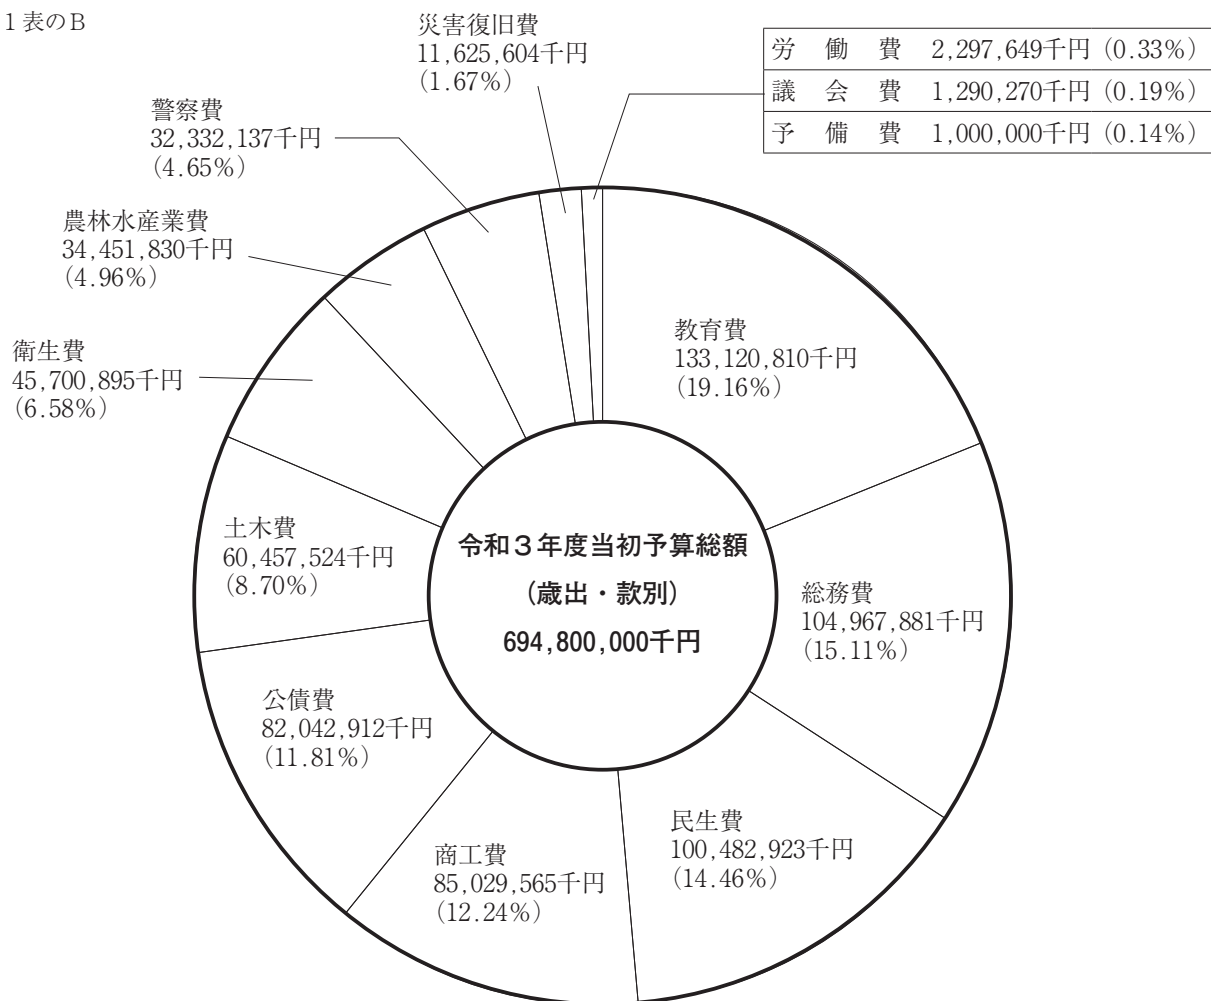 1表のB
災害復旧費
11,625,604千円
(1.67%)
労働費 2,297,649千円 (0.33%)
議会費 1,290,270千円 (0.19%)
予備費 1,000,000千円 (0.14%)
警察費
32,332,137千円
(4.65%)
農林水産業費
34,451,830千円
(4.96%)
衛生費
45,700,895千円
(6.58%)
教育費
133,120,810千円
(19.16%)
土木費
60,457,524千円
(8.70%)
令和3年度当初予算総額
(歳出・款別)
694,800,000千円
総務費
104,967,881千円
(15.11%)
公債費
82,042,912千円
(11.81%)
民生費
100,482,923千円
(14.46%)
商工費
85,029,565千円
(12.24%)